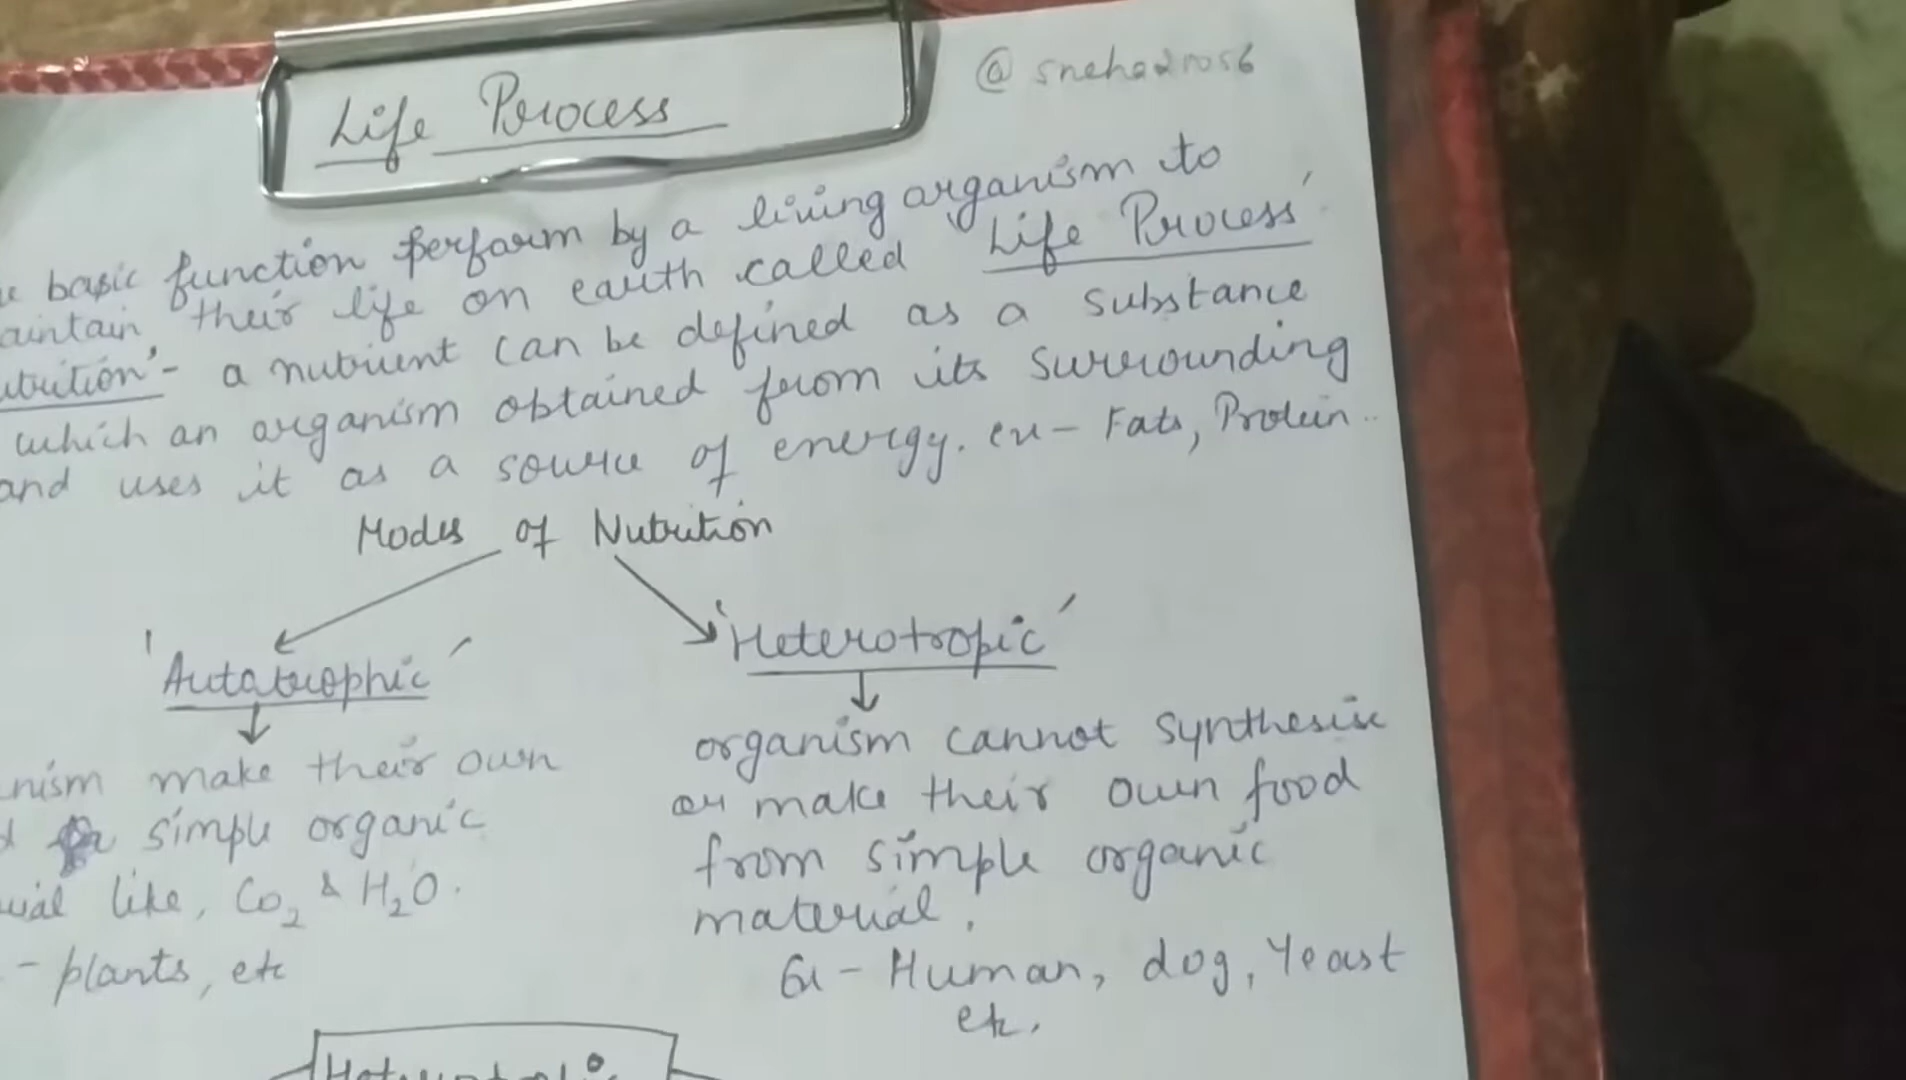 Life Process
@ sneha21056
basic function perform by a living organism to
aintain their life on earth called 'Life Process'
utrition'- a nutrient can be defined as a substance
which an organism obtained from its surrounding
and uses it as a source of energy. ex- Fats, Protein..
Modes of Nutrition
'Autotrophic' 'Heterotropic'
nism make their own
simple organic
rial like, Co2 & H2O.
- plants, etc
organism cannot synthesise
or make their own food
from simple organic
material.
Ex- Human, dog, Yeast
etc.